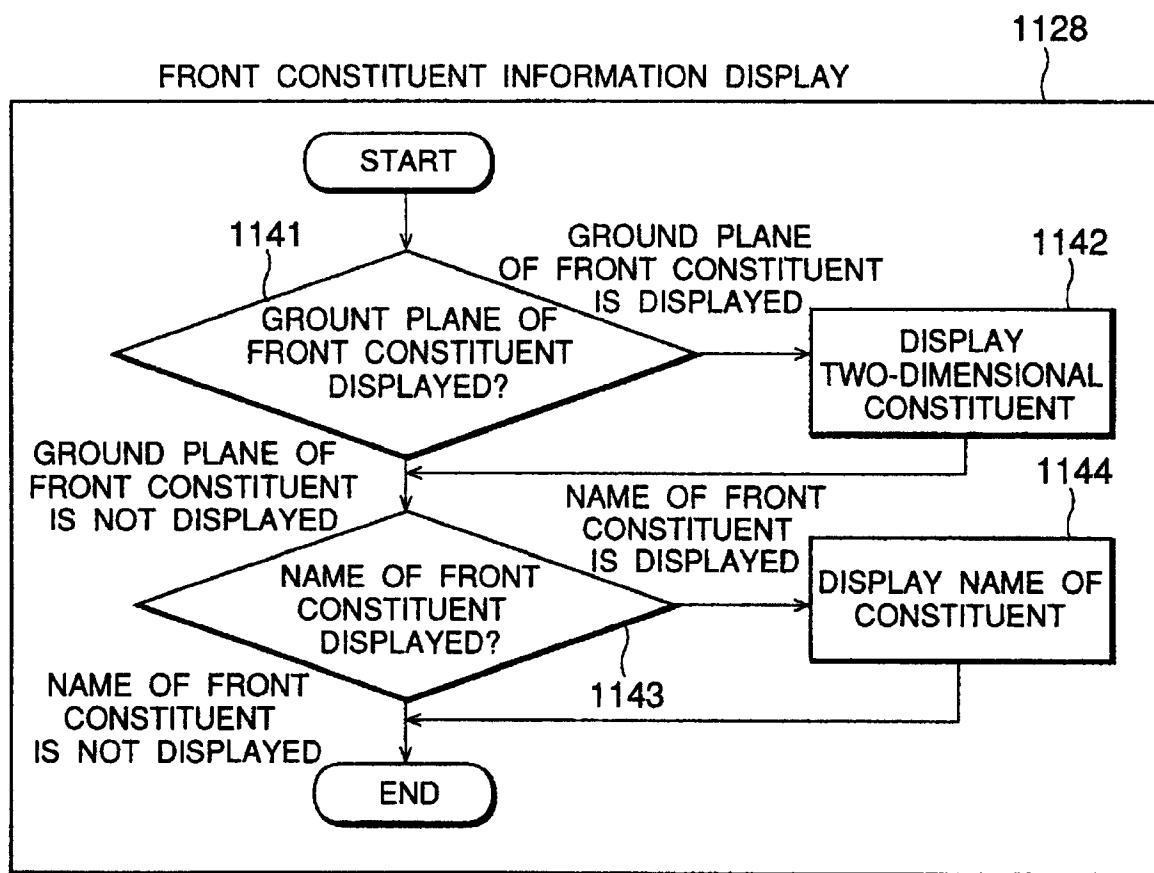 1128
FRONT CONSTITUENT INFORMATION DISPLAY
START
1141
GROUND PLANE
OF FRONT CONSTITUENT
IS DISPLAYED
1142
GROUNT PLANE OF
FRONT CONSTITUENT
DISPLAYED?
DISPLAY
TWO-DIMENSIONAL
CONSTITUENT
GROUND PLANE OF
FRONT CONSTITUENT
IS NOT DISPLAYED
NAME OF FRONT
CONSTITUENT
IS DISPLAYED
1144
NAME OF FRONT
CONSTITUENT
DISPLAYED?
DISPLAY NAME OF
CONSTITUENT
1143
NAME OF FRONT
CONSTITUENT
IS NOT DISPLAYED
END